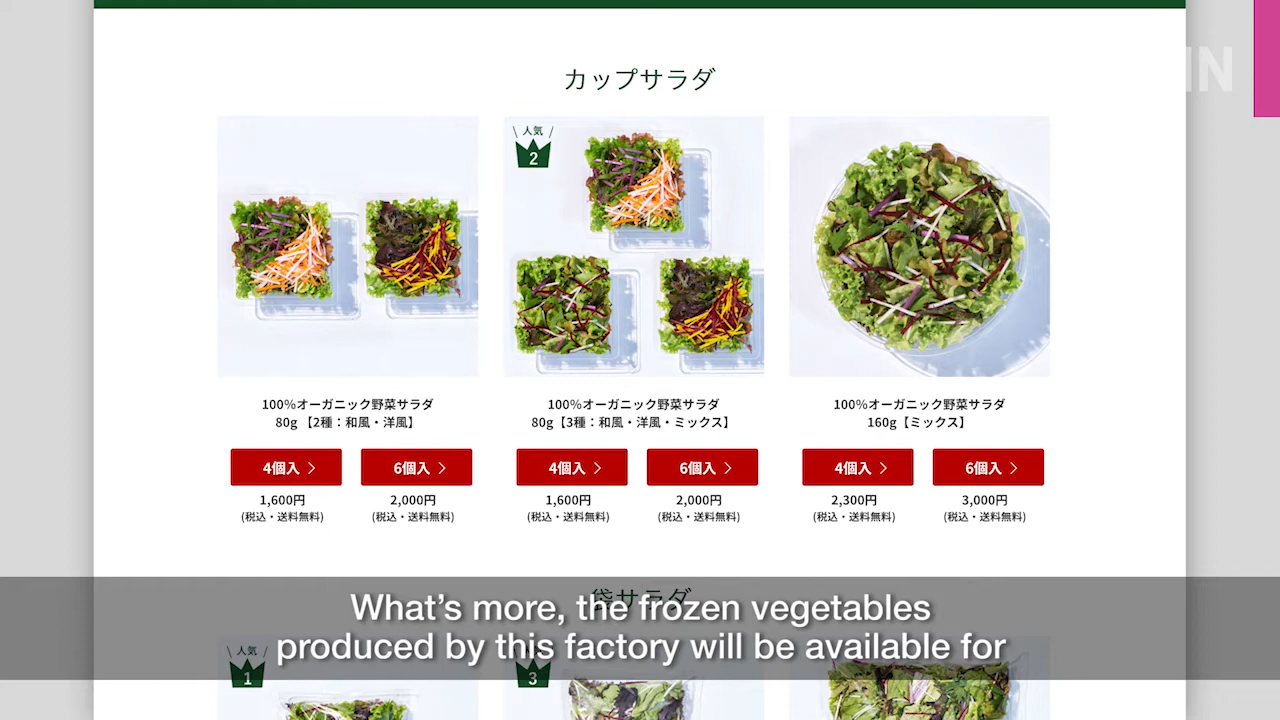 カップサラダ
IN
人気
2
100%オーガニック野菜サラダ
80g 【2種：和風・洋風】
100%オーガニック野菜サラダ
80g【3種：和風・洋風・ミックス】
100%オーガニック野菜サラダ
160g【ミックス】
4個入
6個入
4個入
6個入
4個入
6個入
1,600円
2,000円
1,600円
2,000円
2,300円
3,000円
(税込・送料無料)
(税込・送料無料)
(税込・送料無料)
(税込・送料無料)
(税込・送料無料)
(税込・送料無料)
袋サラダ
What's more, the frozen vegetables
produced by this factory will be available for
人気
1
3